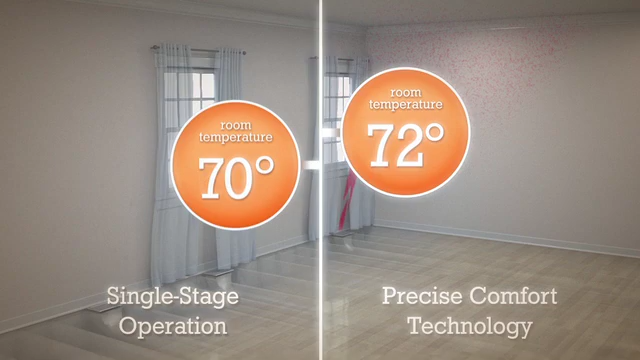 room
temperature
70°
Single-Stage
Operation
room
temperature
72°
Precise Comfort
Technology